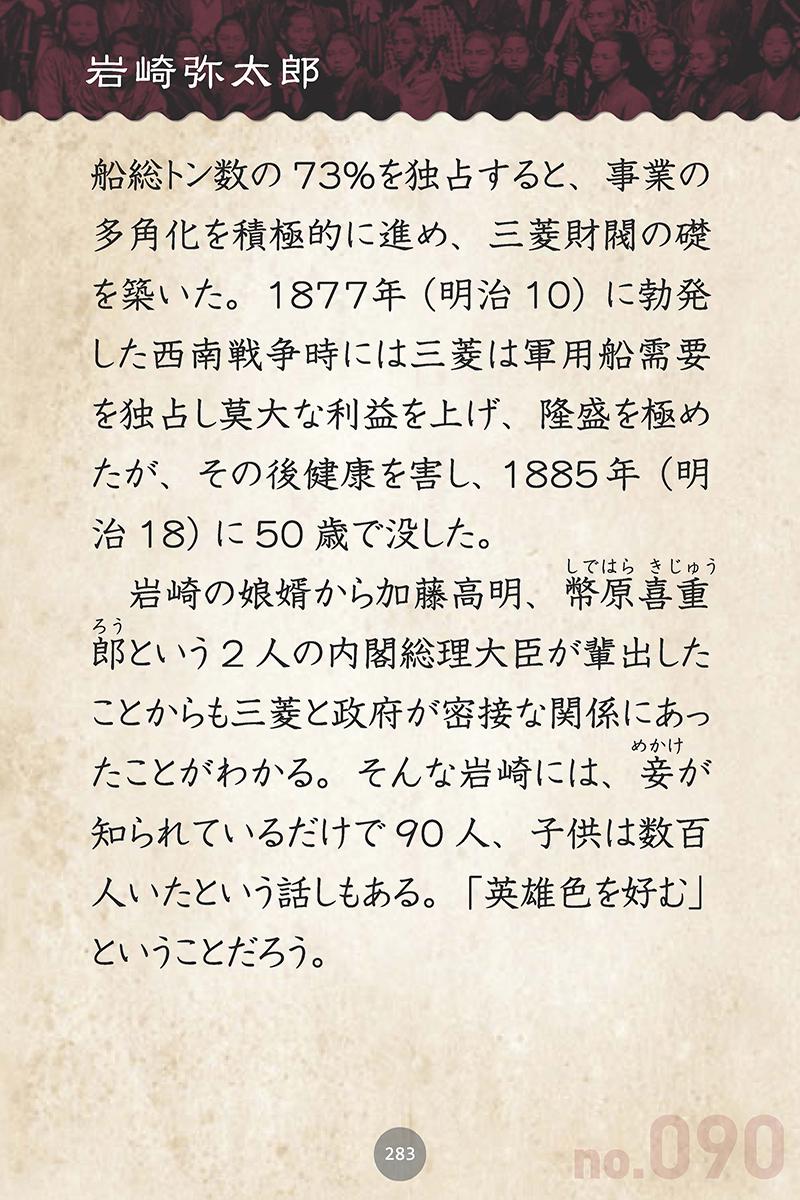 岩崎弥太郎
船総トン数の73%を独占すると、事業の
多角化を積極的に進め、三菱財閥の礎
を築いた。1877年(明治10)に勃発
した西南戦争時には三菱は軍用船需要
を独占し莫大な利益を上げ、隆盛を極め
たが、その後健康を害し、1885年(明
治18)に50歳で没した。
しではら きじゅう
岩崎の娘婿から加藤高明、幣原喜重
ろう
郎という2人の内閣総理大臣が輩出した
ことからも三菱と政府が密接な関係にあっ
めかけ
たことがわかる。そんな岩崎には、妾が
知られているだけで90人、子供は数百
人いたという話しもある。「英雄色を好む」
ということだろう。
283
no.090